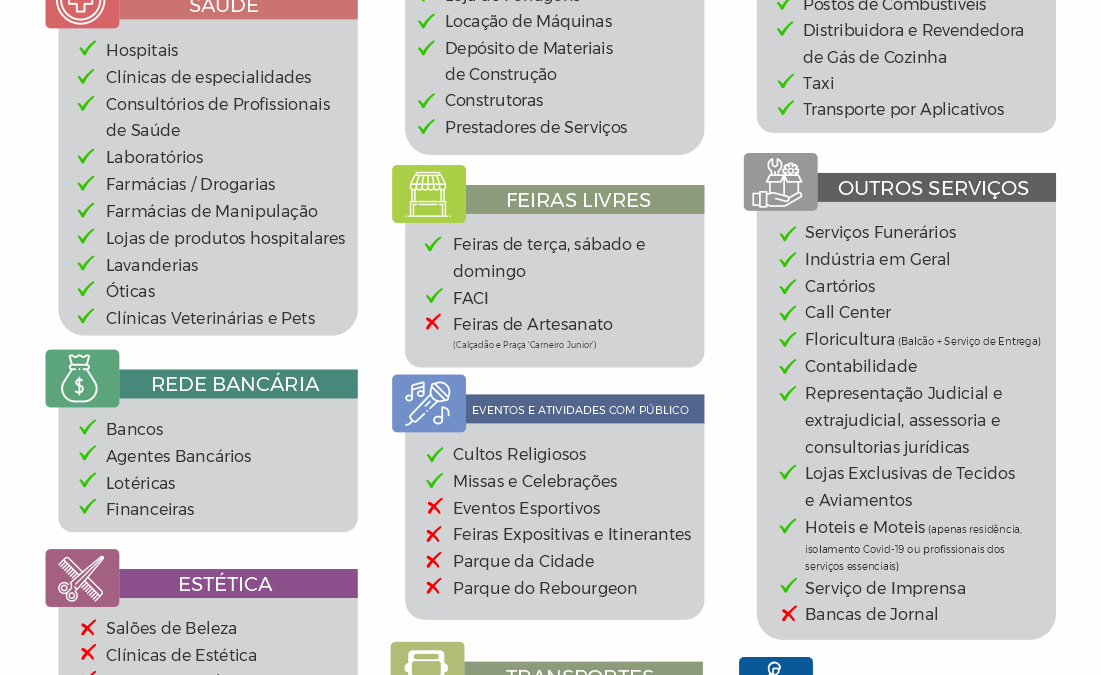 SAÚDE
Hospitais
Clínicas de especialidades
Consultórios de Profissionais
de Saúde
Laboratórios
Farmácias / Drogarias
Farmácias de Manipulação
Lojas de produtos hospitalares
Lavanderias
Óticas
Clínicas Veterinárias e Pets
REDE BANCÁRIA
Bancos
Agentes Bancários
Lotéricas
Financeiras
ESTÉTICA
Salões de Beleza
Clínicas de Estética
Locação de Máquinas
Depósito de Materiais
de Construção
Construtoras
Prestadores de Serviços
FEIRAS LIVRES
Feiras de terça, sábado e
domingo
FACI
Feiras de Artesanato
(Calçadão e Praça 'Carneiro Junior')
EVENTOS E ATIVIDADES COM PÚBLICO
Cultos Religiosos
Missas e Celebrações
Eventos Esportivos
Feiras Expositivas e Itinerantes
Parque da Cidade
Parque do Rebourgeon
TRANSPORTES
Postos de Combustíveis
Distribuidora e Revendedora
de Gás de Cozinha
Taxi
Transporte por Aplicativos
OUTROS SERVIÇOS
Serviços Funerários
Indústria em Geral
Cartórios
Call Center
Floricultura (Balcão + Serviço de Entrega)
Contabilidade
Representação Judicial e
extrajudicial, assessoria e
consultorias jurídicas
Lojas Exclusivas de Tecidos
e Aviamentos
Hoteis e Moteis (apenas residência,
isolamento Covid-19 ou profissionais dos
serviços essenciais)
Serviço de Imprensa
Bancas de Jornal